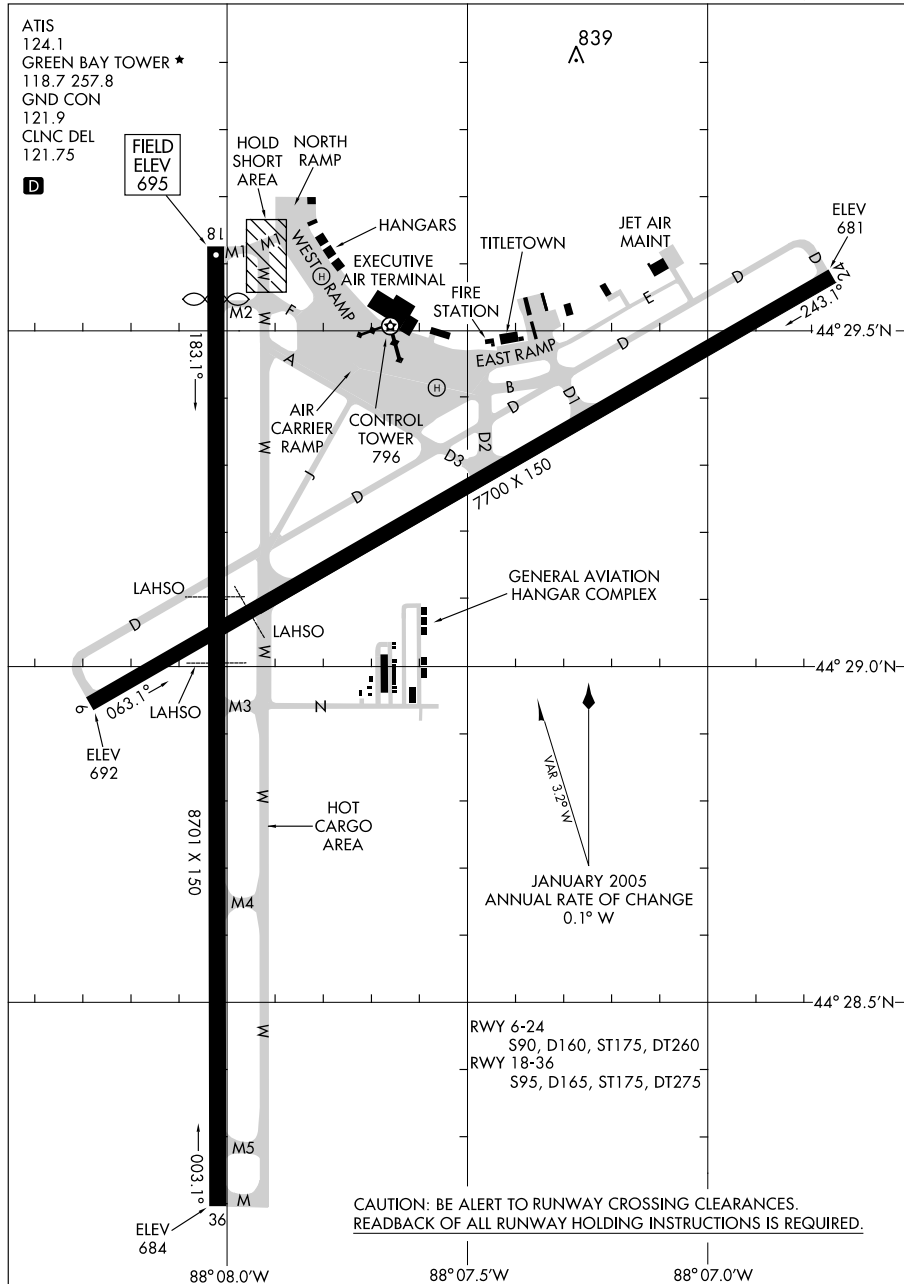 ATIS
124.1
GREEN BAY TOWER ★
118.7 257.8
GND CON
121.9
CLNC DEL
121.75
D
FIELD
ELEV
695
HOLD
SHORT
AREA
NORTH
RAMP
839
HANGARS
WEST RAMP
H
EXECUTIVE
AIR TERMINAL
TITLETOWN
JET AIR
MAINT
ELEV
681
FIRE
STATION
EAST RAMP
18
M1
M1
M
M2
M
F
A
183.1°
E
D
D
24
243.1°
44°29.5'N
D
B
D
D1
H
AIR
CARRIER
RAMP
CONTROL
TOWER
796
M
D2
D3
J
D
7700 X 150
LAHSO
LAHSO
GENERAL AVIATION
HANGAR COMPLEX
D
M
44°29.0'N
6
063.1°
LAHSO
M3
N
ELEV
692
VAR 3.2° W
M
HOT
CARGO
AREA
8701 X 150
JANUARY 2005
ANNUAL RATE OF CHANGE
0.1° W
M4
44°28.5'N
M
RWY 6-24
S90, D160, ST175, DT260
RWY 18-36
S95, D165, ST175, DT275
M5
003.1°
M
36
ELEV
684
CAUTION: BE ALERT TO RUNWAY CROSSING CLEARANCES.
READBACK OF ALL RUNWAY HOLDING INSTRUCTIONS IS REQUIRED.
88°08.0'W
88°07.5'W
88°07.0'W